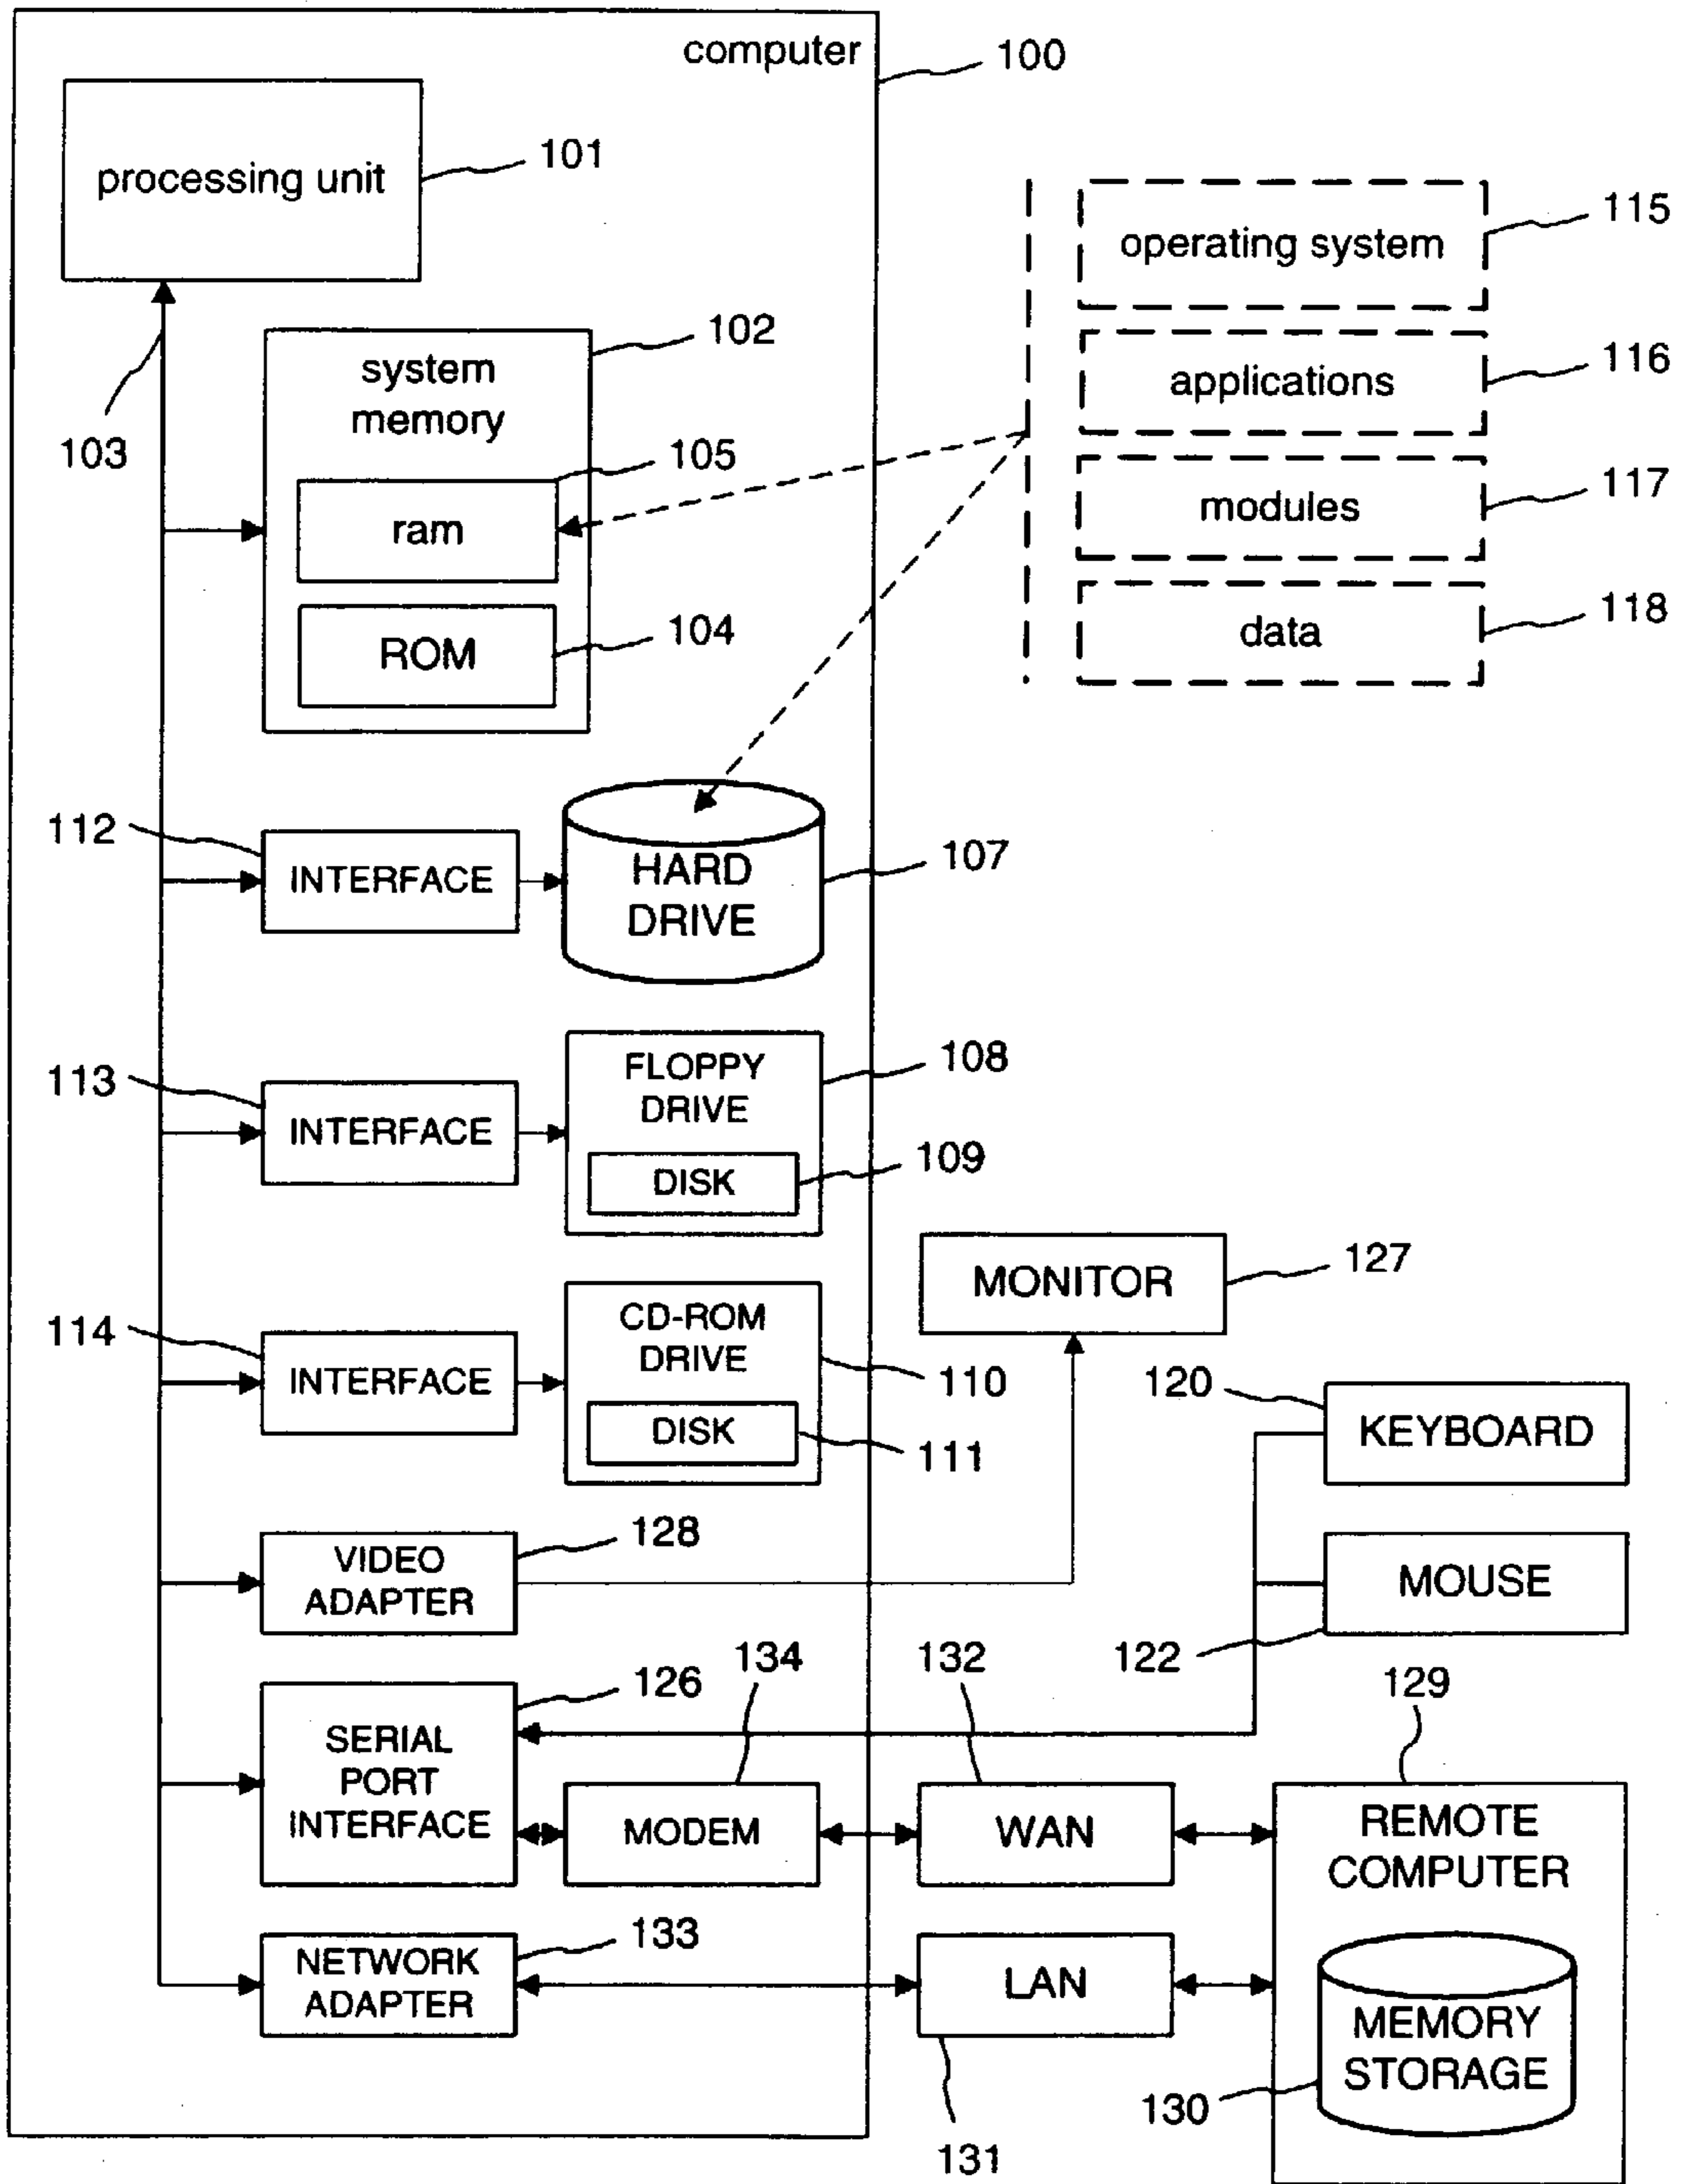 computer
100
processing unit
101
103
system
memory
102
ram
105
ROM
104
operating system
115
applications
116
modules
117
data
118
112
INTERFACE
HARD
DRIVE
107
113
INTERFACE
FLOPPY
DRIVE
108
DISK
109
114
INTERFACE
CD-ROM
DRIVE
110
DISK
111
MONITOR
127
120
KEYBOARD
MOUSE
122
VIDEO
ADAPTER
128
SERIAL
PORT
INTERFACE
126
134
MODEM
132
WAN
129
REMOTE
COMPUTER
NETWORK
ADAPTER
133
LAN
131
MEMORY
STORAGE
130